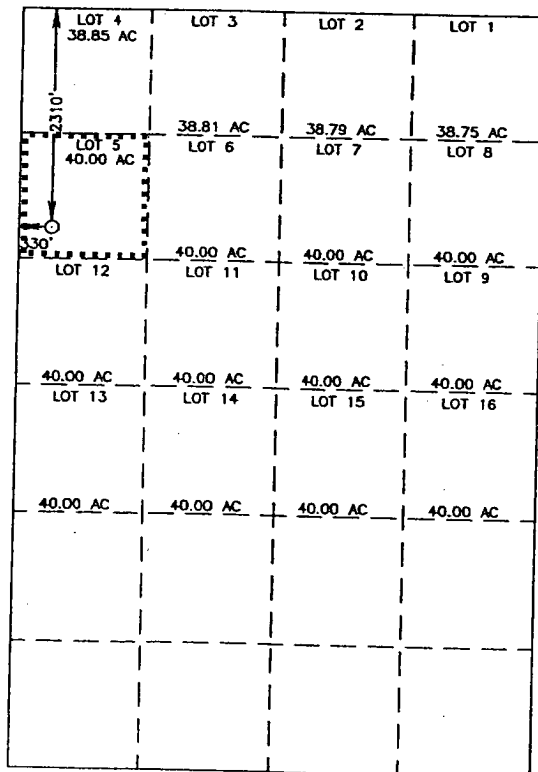 LOT 4 LOT 3 LOT 2 LOT 1
38.85 AC
2310'
38.81 AC 38.79 AC 38.75 AC
LOT 5 LOT 6 LOT 7 LOT 8
40.00 AC
330'
40.00 AC 40.00 AC 40.00 AC
LOT 12 LOT 11 LOT 10 LOT 9
40.00 AC 40.00 AC 40.00 AC 40.00 AC
LOT 13 LOT 14 LOT 15 LOT 16
40.00 AC 40.00 AC 40.00 AC 40.00 AC